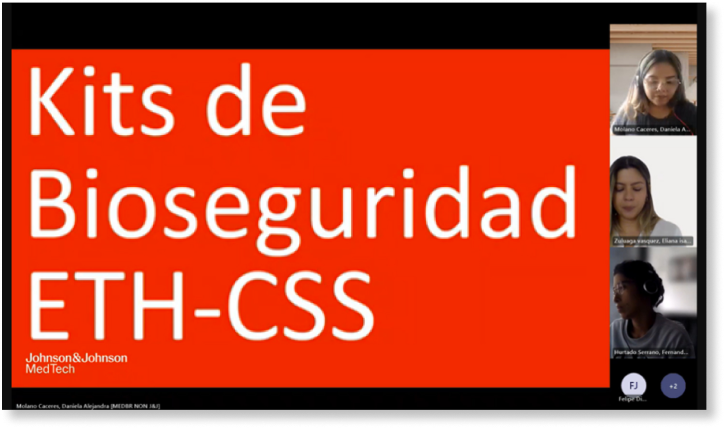 Kits de
Bioseguridad
ETH-CSS
Johnson&Johnson
MedTech
Molano Caceres, Daniela A...
Zuluaga Vasquez, Eliana Isa...
Hurtado Serrano, Fernand...
FJ
+2
Felipe Di...
Molano Caceres, Daniela Alejandra [MEDBR NON J&J]